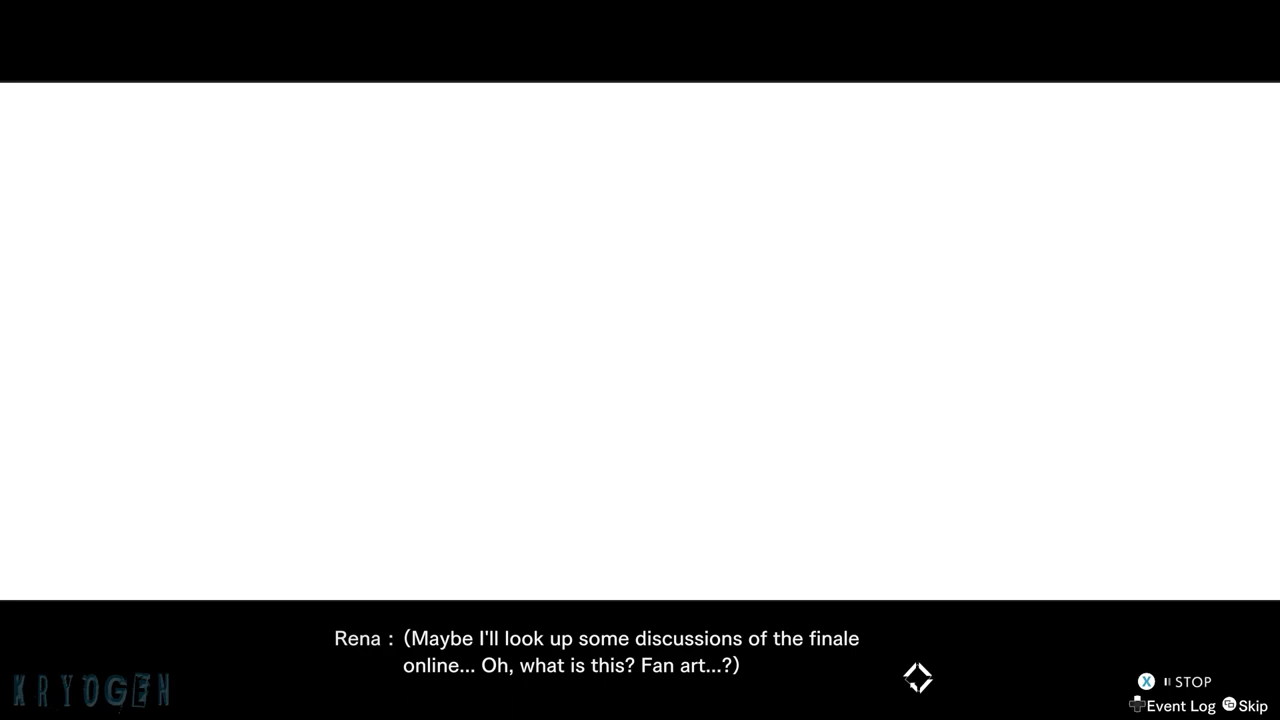 Rena : (Maybe I'll look up some discussions of the finale
online... Oh, what is this? Fan art...?)
KRYOGEN
X STOP
Event Log Skip